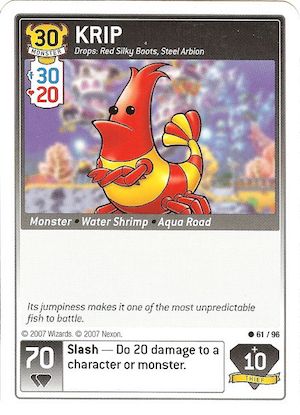 30
MONSTER
KRIP
Drops: Red Silky Boots, Steel Arbion
30
20
Monster • Water Shrimp • Aqua Road
Its jumpiness makes it one of the most unpredictable
fish to battle.
© 2007 Wizards. © 2007 Nexon.
● 61 / 96
70
Slash — Do 20 damage to a
character or monster.
+10
THIEF